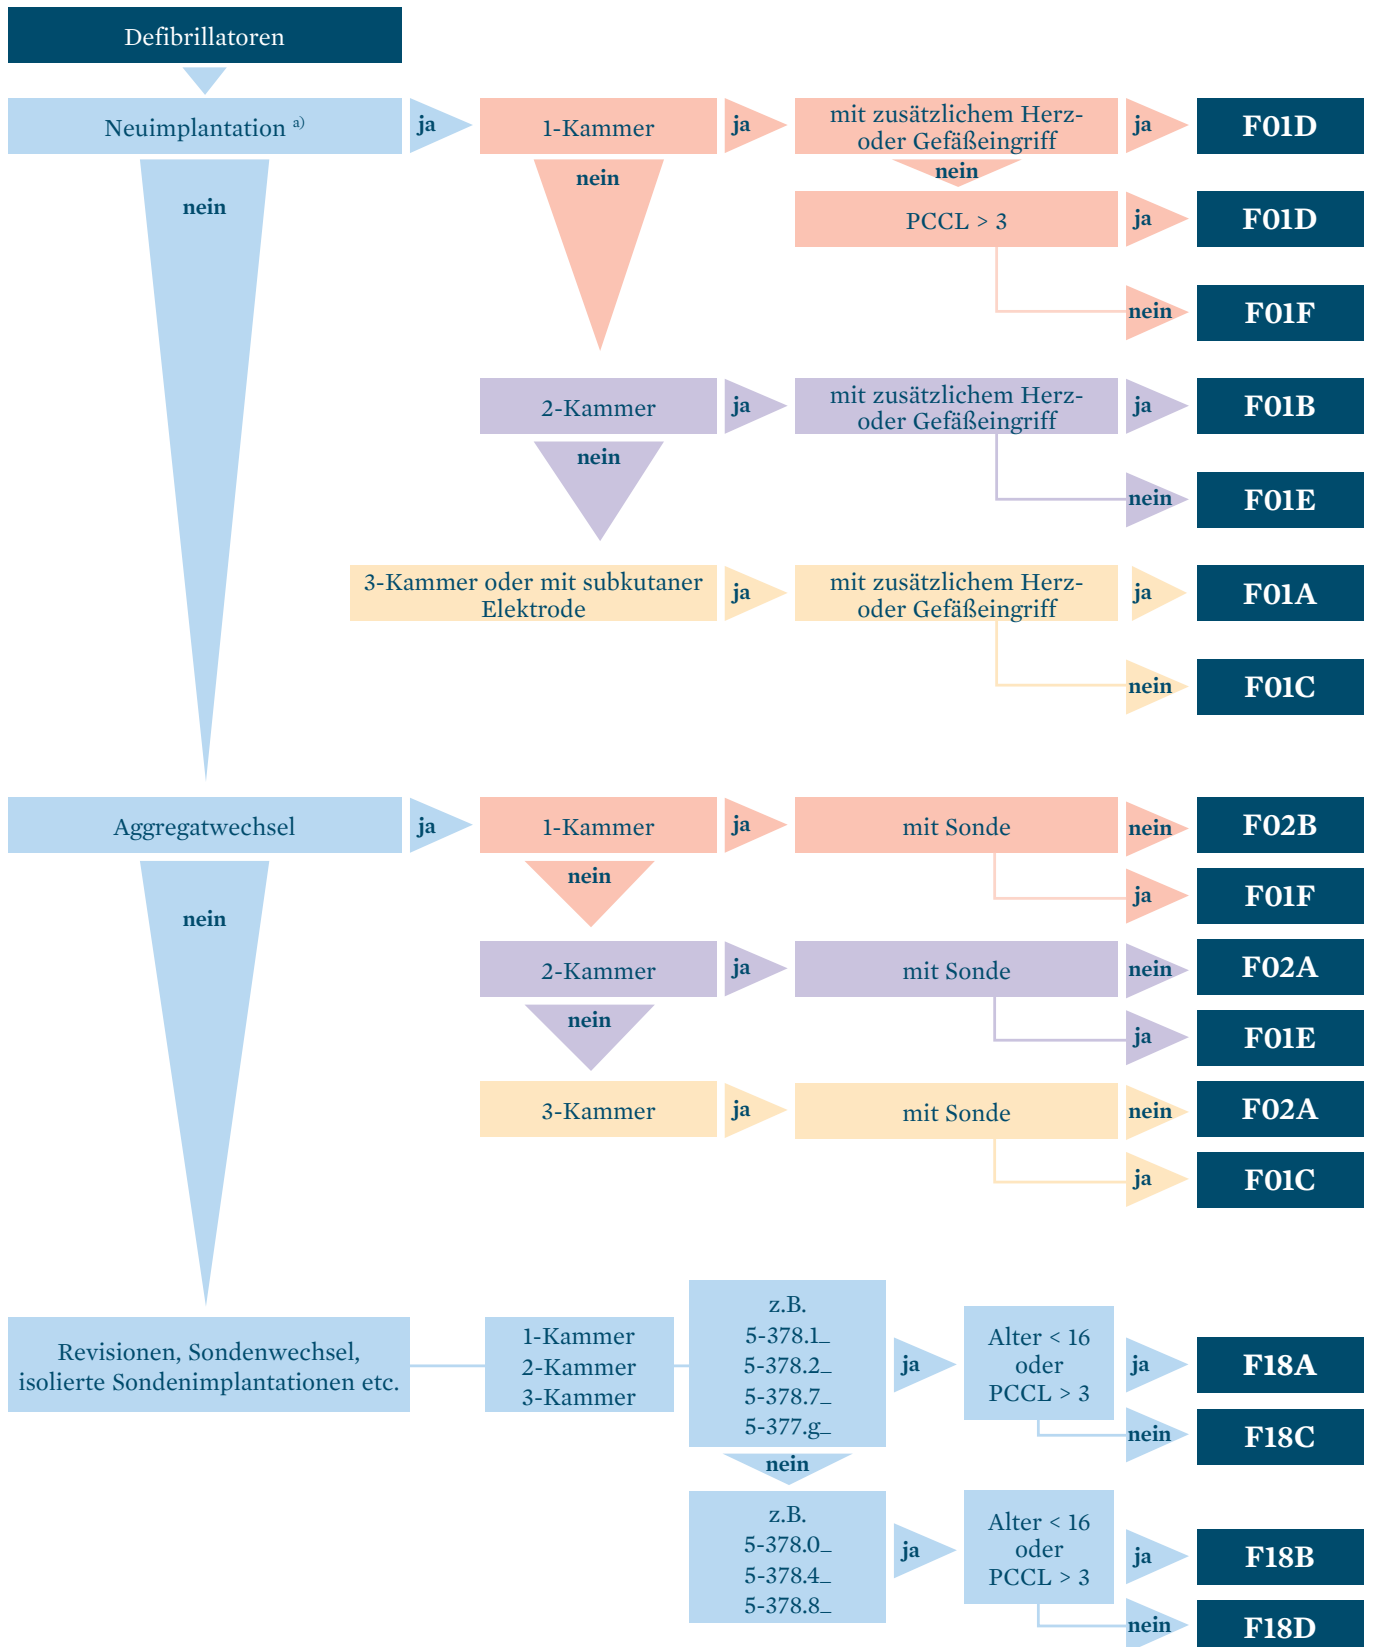 Defibrillatoren
Neuimplantation a)
ja
1-Kammer
ja
mit zusätzlichem Herz-
oder Gefäßeingriff
ja
F01D
nein
nein
nein
PCCL > 3
ja
F01D
nein
F01F
2-Kammer
ja
mit zusätzlichem Herz-
oder Gefäßeingriff
ja
F01B
nein
nein
F01E
3-Kammer oder mit subkutaner
Elektrode
ja
mit zusätzlichem Herz-
oder Gefäßeingriff
ja
F01A
nein
F01C
Aggregatwechsel
ja
1-Kammer
ja
mit Sonde
nein
F02B
nein
nein
ja
F01F
2-Kammer
ja
mit Sonde
nein
F02A
nein
ja
F01E
3-Kammer
ja
mit Sonde
nein
F02A
ja
F01C
Revisionen, Sondenwechsel,
isolierte Sondenimplantationen etc.
1-Kammer
2-Kammer
3-Kammer
z.B.
5-378.1_
5-378.2_
5-378.7_
5-377.g_
ja
Alter < 16
oder
PCCL > 3
ja
F18A
nein
F18C
nein
z.B.
5-378.0_
5-378.4_
5-378.8_
ja
Alter < 16
oder
PCCL > 3
ja
F18B
nein
F18D